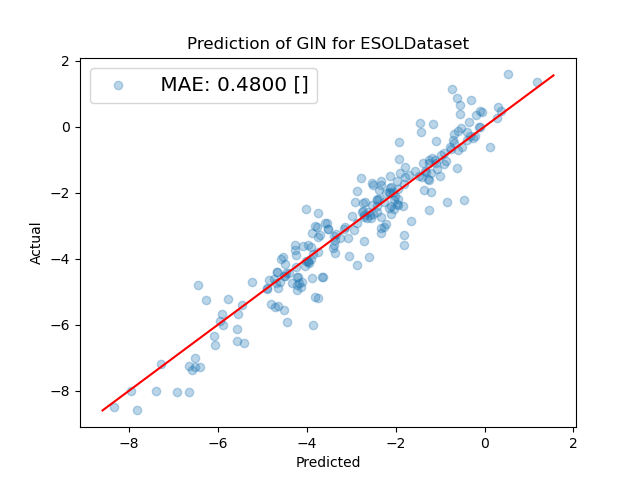 Prediction of GIN for ESOLDataset
MAE: 0.4800 []
2
0
−2
−4
−6
−8
Actual
−8 −6 −4 −2 0 2
Predicted